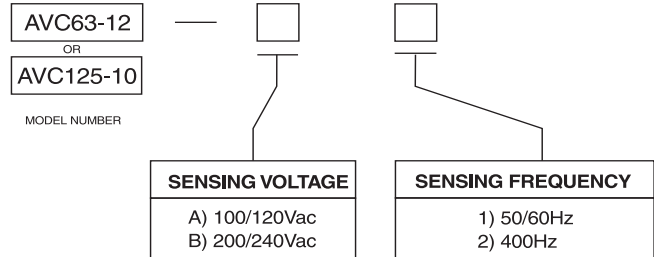 AVC63-12
OR
AVC125-10
MODEL NUMBER
SENSING VOLTAGE
A) 100/120Vac
B) 200/240Vac
SENSING FREQUENCY
1) 50/60Hz
2) 400Hz